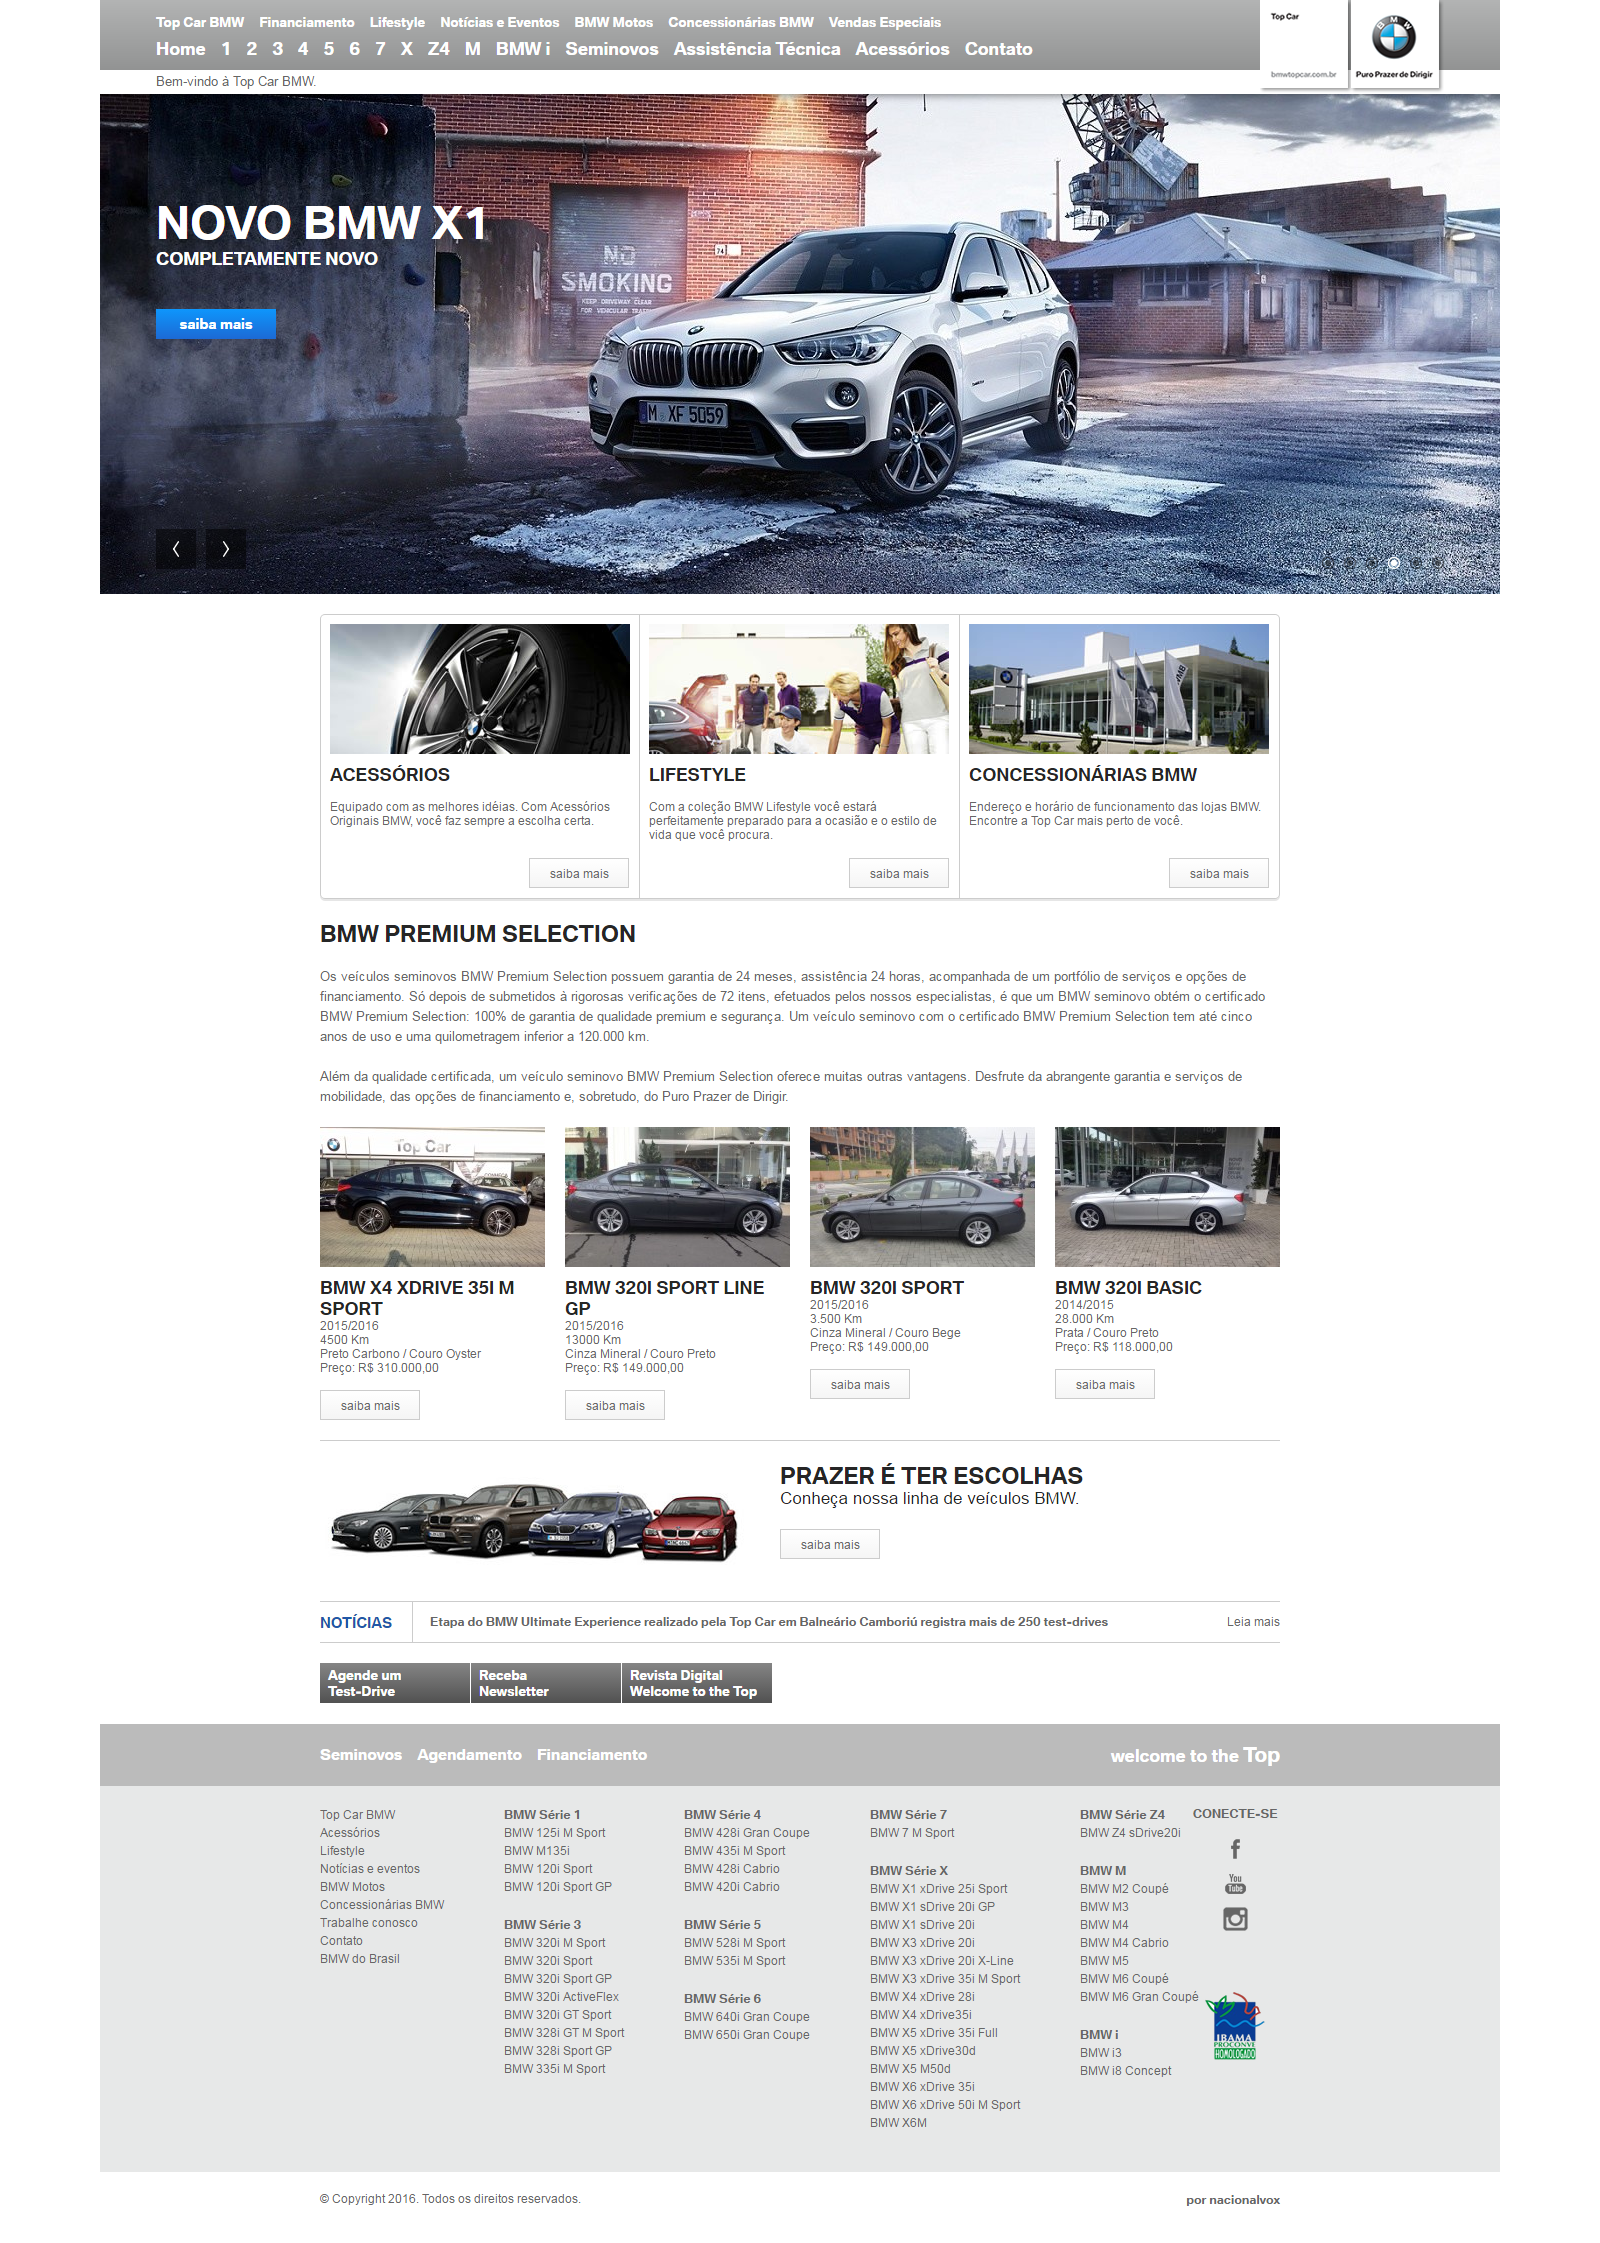 Top Car BMW Financiamento Lifestyle Notícias e Eventos BMW Motos Concessionárias BMW Vendas Especiais
Home 1 2 3 4 5 6 7 X Z4 M BMW i Seminovos Assistência Técnica Acessórios Contato
Top Car
bmwtopcar.com.br
BMW
Puro Prazer de Dirigir
Bem-vindo à Top Car BMW.
NOVO BMW X1
COMPLETAMENTE NOVO
saiba mais
NO
SMOKING
KEEP DRIVEWAY CLEAR
FOR VEHICULAR TRAFFIC
74
M XF 5059
ACESSÓRIOS
Equipado com as melhores idéias. Com Acessórios
Originais BMW, você faz sempre a escolha certa.
saiba mais
LIFESTYLE
Com a coleção BMW Lifestyle você estará
perfeitamente preparado para a ocasião e o estilo de
vida que você procura.
saiba mais
CONCESSIONÁRIAS BMW
Endereço e horário de funcionamento das lojas BMW.
Encontre a Top Car mais perto de você.
saiba mais
BMW PREMIUM SELECTION
Os veículos seminovos BMW Premium Selection possuem garantia de 24 meses, assistência 24 horas, acompanhada de um portfólio de serviços e opções de
financiamento. Só depois de submetidos à rigorosas verificações de 72 itens, efetuados pelos nossos especialistas, é que um BMW seminovo obtém o certificado
BMW Premium Selection: 100% de garantia de qualidade premium e segurança. Um veículo seminovo com o certificado BMW Premium Selection tem até cinco
anos de uso e uma quilometragem inferior a 120.000 km.
Além da qualidade certificada, um veículo seminovo BMW Premium Selection oferece muitas outras vantagens. Desfrute da abrangente garantia e serviços de
mobilidade, das opções de financiamento e, sobretudo, do Puro Prazer de Dirigir.
Top Car
BMW X4 XDRIVE 35I M
SPORT
2015/2016
4500 Km
Preto Carbono / Couro Oyster
Preço: R$ 310.000,00
saiba mais
BMW 320I SPORT LINE
GP
2015/2016
13000 Km
Cinza Mineral / Couro Preto
Preço: R$ 149.000,00
saiba mais
BMW 320I SPORT
2015/2016
3.500 Km
Cinza Mineral / Couro Bege
Preço: R$ 149.000,00
saiba mais
BMW 320I BASIC
2014/2015
28.000 Km
Prata / Couro Preto
Preço: R$ 118.000,00
saiba mais
PRAZER É TER ESCOLHAS
Conheça nossa linha de veículos BMW.
saiba mais
NOTÍCIAS
Etapa do BMW Ultimate Experience realizado pela Top Car em Balneário Camboriú registra mais de 250 test-drives
Leia mais
Agende um
Test-Drive
Receba
Newsletter
Revista Digital
Welcome to the Top
Seminovos Agendamento Financiamento
welcome to the Top
Top Car BMW
Acessórios
Lifestyle
Notícias e eventos
BMW Motos
Concessionárias BMW
Trabalhe conosco
Contato
BMW do Brasil
BMW Série 1
BMW 125i M Sport
BMW M135i
BMW 120i Sport
BMW 120i Sport GP
BMW Série 3
BMW 320i M Sport
BMW 320i Sport
BMW 320i Sport GP
BMW 320i ActiveFlex
BMW 320i GT Sport
BMW 328i GT M Sport
BMW 328i Sport GP
BMW 335i M Sport
BMW Série 4
BMW 428i Gran Coupe
BMW 435i M Sport
BMW 428i Cabrio
BMW 420i Cabrio
BMW Série 5
BMW 528i M Sport
BMW 535i M Sport
BMW Série 6
BMW 640i Gran Coupe
BMW 650i Gran Coupe
BMW Série 7
BMW 7 M Sport
BMW Série X
BMW X1 xDrive 25i Sport
BMW X1 sDrive 20i GP
BMW X1 sDrive 20i
BMW X3 xDrive 20i
BMW X3 xDrive 20i X-Line
BMW X3 xDrive 35i M Sport
BMW X4 xDrive 28i
BMW X4 xDrive35i
BMW X5 xDrive 35i Full
BMW X5 xDrive30d
BMW X5 M50d
BMW X6 xDrive 35i
BMW X6 xDrive 50i M Sport
BMW X6M
BMW Série Z4
BMW Z4 sDrive20i
BMW M
BMW M2 Coupé
BMW M3
BMW M4
BMW M4 Cabrio
BMW M5
BMW M6 Coupé
BMW M6 Gran Coupé
BMW i
BMW i3
BMW i8 Concept
CONECTE-SE
You
Tube
IBAMA
PROCONVE
HOMOLOGADO
© Copyright 2016. Todos os direitos reservados.
por nacionalvox